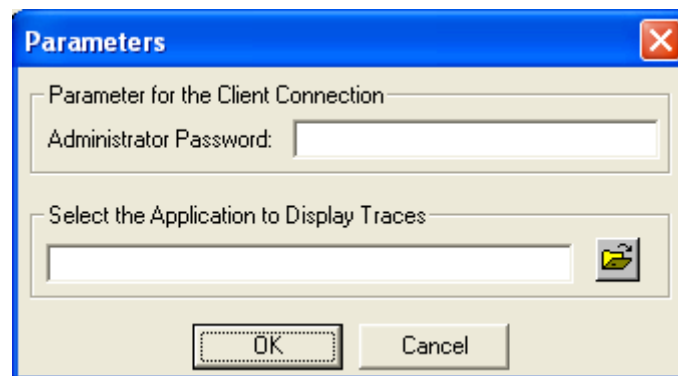 Parameters
Parameter for the Client Connection
Administrator Password:
Select the Application to Display Traces
OK
Cancel